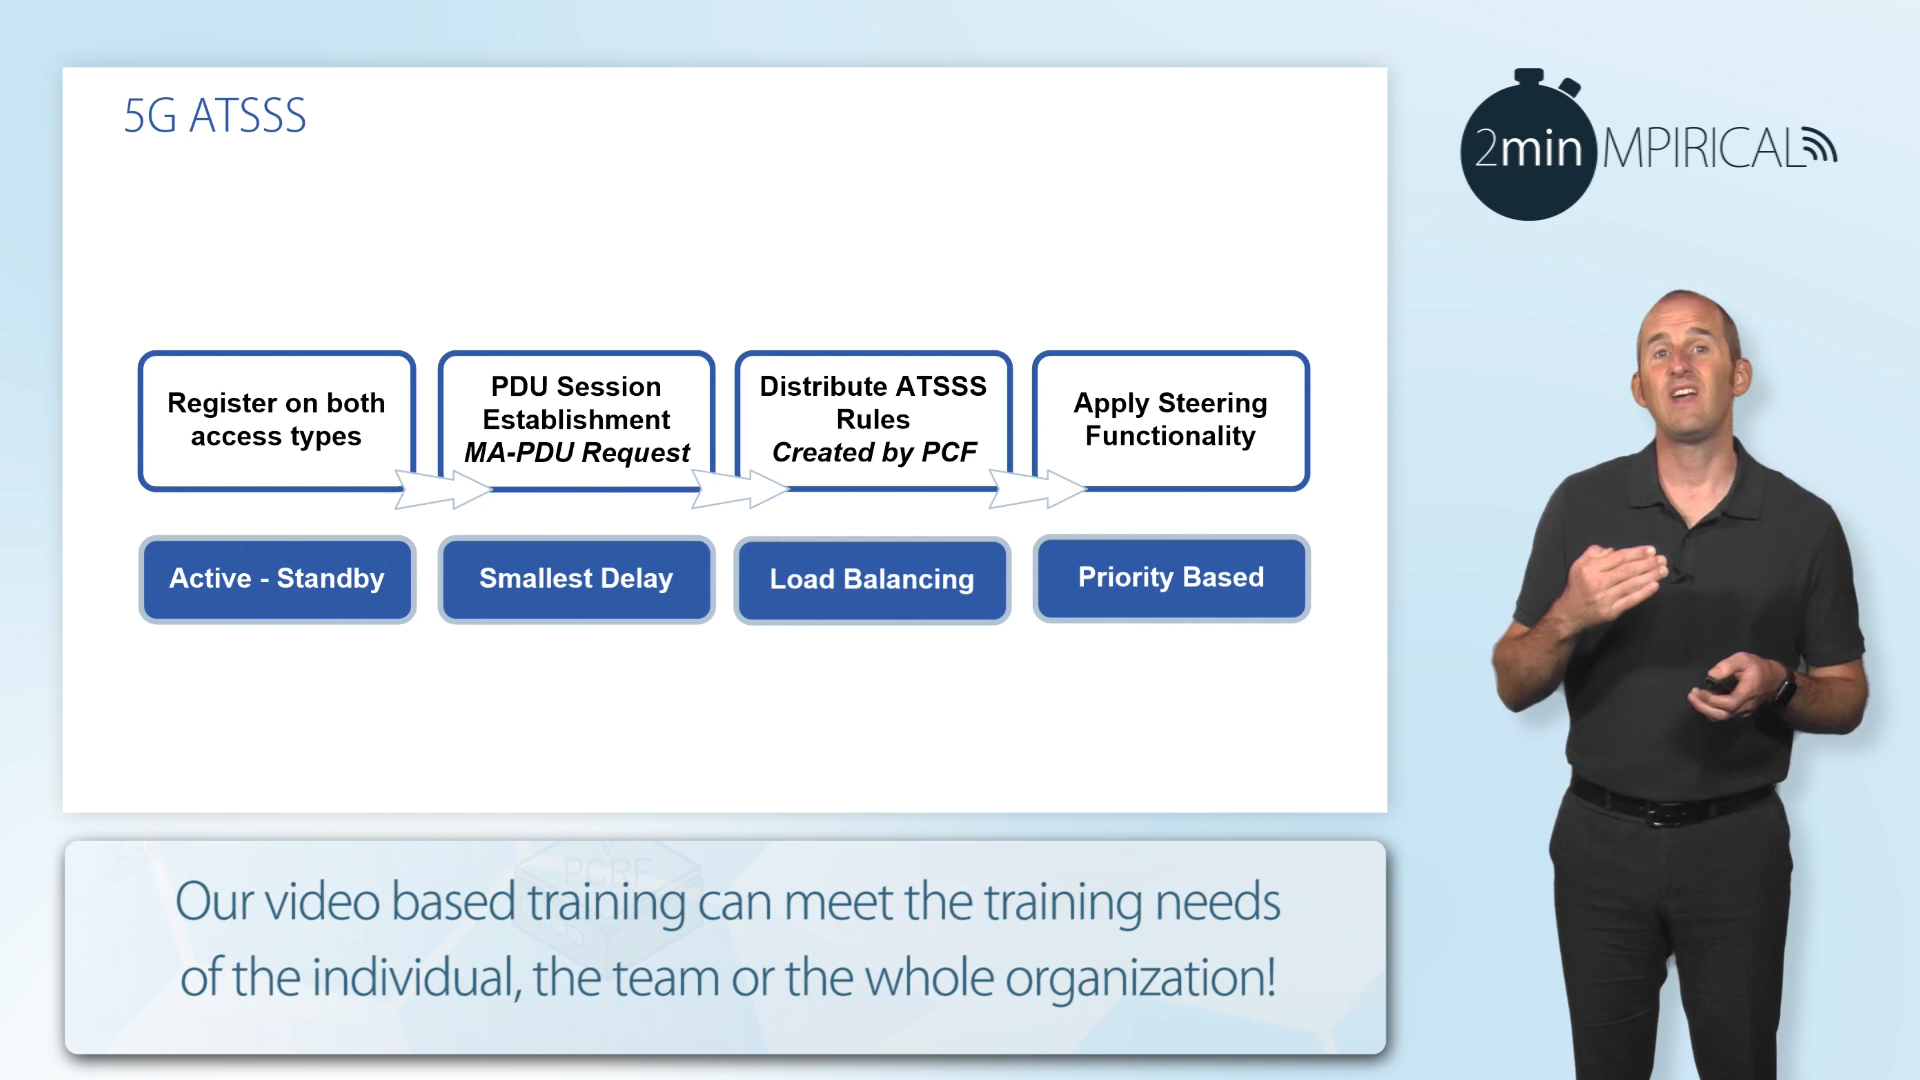 5G ATSSS
2min MPIRICAL
Register on both
access types
PDU Session
Establishment
MA-PDU Request
Distribute ATSSS
Rules
Created by PCF
Apply Steering
Functionality
Active - Standby
Smallest Delay
Load Balancing
Priority Based
PCRF
Our video based training can meet the training needs
of the individual, the team or the whole organization!